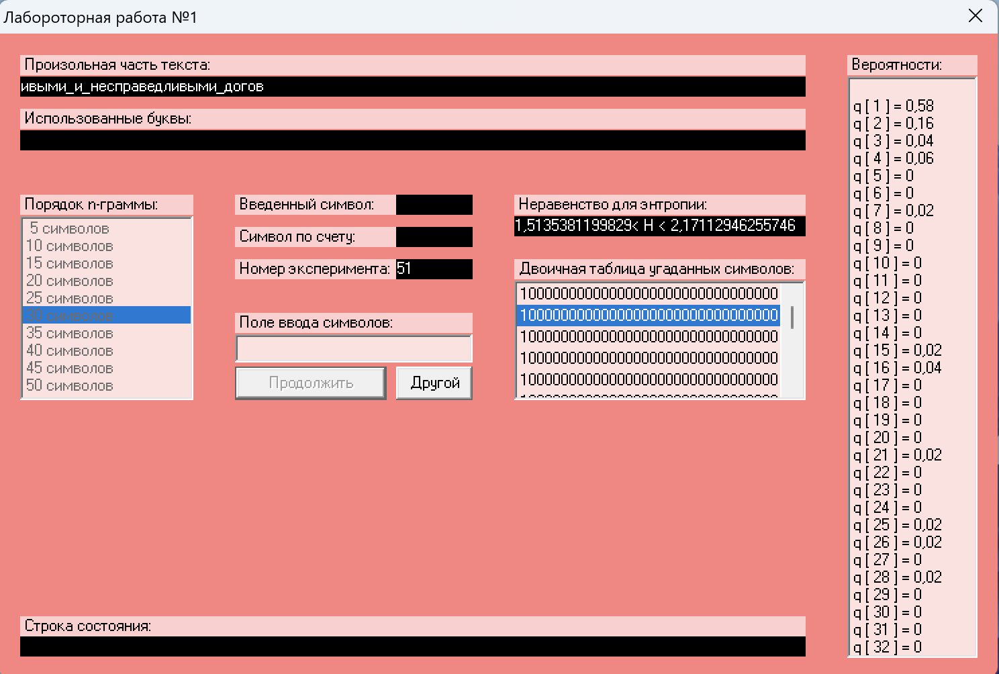 Лабороторная работа №1
Произольная часть текста:
ивыми_и_несправедливыми_догов
Использованные буквы:
Порядок n-граммы:
5 символов
10 символов
15 символов
20 символов
25 символов
30 символов
35 символов
40 символов
45 символов
50 символов
Введенный символ:
Символ по счету:
Номер эксперимента: 51
Поле ввода символов:
Продолжить
Другой
Неравенство для энтропии:
1,5135381199829< H < 2,17112946255746
Двоичная таблица угаданных символов:
10000000000000000000000000000000
10000000000000000000000000000000
10000000000000000000000000000000
10000000000000000000000000000000
10000000000000000000000000000000
Вероятности:
q [ 1 ] = 0,58
q [ 2 ] = 0,16
q [ 3 ] = 0,04
q [ 4 ] = 0,06
q [ 5 ] = 0
q [ 6 ] = 0
q [ 7 ] = 0,02
q [ 8 ] = 0
q [ 9 ] = 0
q [ 10 ] = 0
q [ 11 ] = 0
q [ 12 ] = 0
q [ 13 ] = 0
q [ 14 ] = 0
q [ 15 ] = 0,02
q [ 16 ] = 0,04
q [ 17 ] = 0
q [ 18 ] = 0
q [ 19 ] = 0
q [ 20 ] = 0
q [ 21 ] = 0,02
q [ 22 ] = 0
q [ 23 ] = 0
q [ 24 ] = 0
q [ 25 ] = 0,02
q [ 26 ] = 0,02
q [ 27 ] = 0
q [ 28 ] = 0,02
q [ 29 ] = 0
q [ 30 ] = 0
q [ 31 ] = 0
q [ 32 ] = 0
Строка состояния: